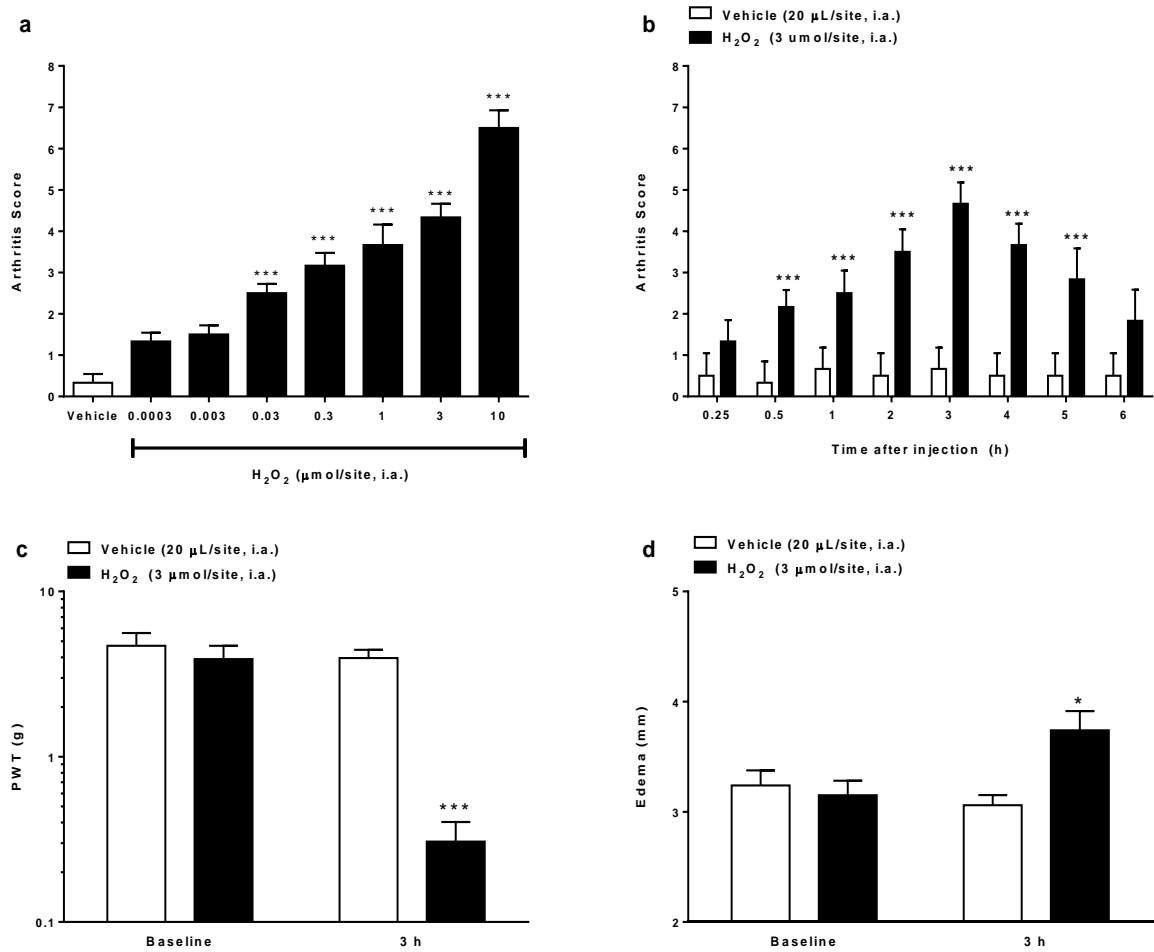 a
Arthritis Score
8
7
6
5
4
3
2
1
0
***
***
***
***
***
Vehicle 0.0003 0.003 0.03 0.3 1 3 10
H₂O₂ (μmol/site, i.a.)
b
Vehicle (20 μL/site, i.a.)
H₂O₂ (3 umol/site, i.a.)
Arthritis Score
8
7
6
5
4
3
2
1
0
***
***
***
***
***
***
0.25 0.5 1 2 3 4 5 6
Time after injection (h)
c
Vehicle (20 μL/site, i.a.)
H₂O₂ (3 μmol/site, i.a.)
PWT (g)
10
1
0.1
***
Baseline 3 h
d
Vehicle (20 μL/site, i.a.)
H₂O₂ (3 μmol/site, i.a.)
Edema (mm)
5
4
3
2
*
Baseline 3 h